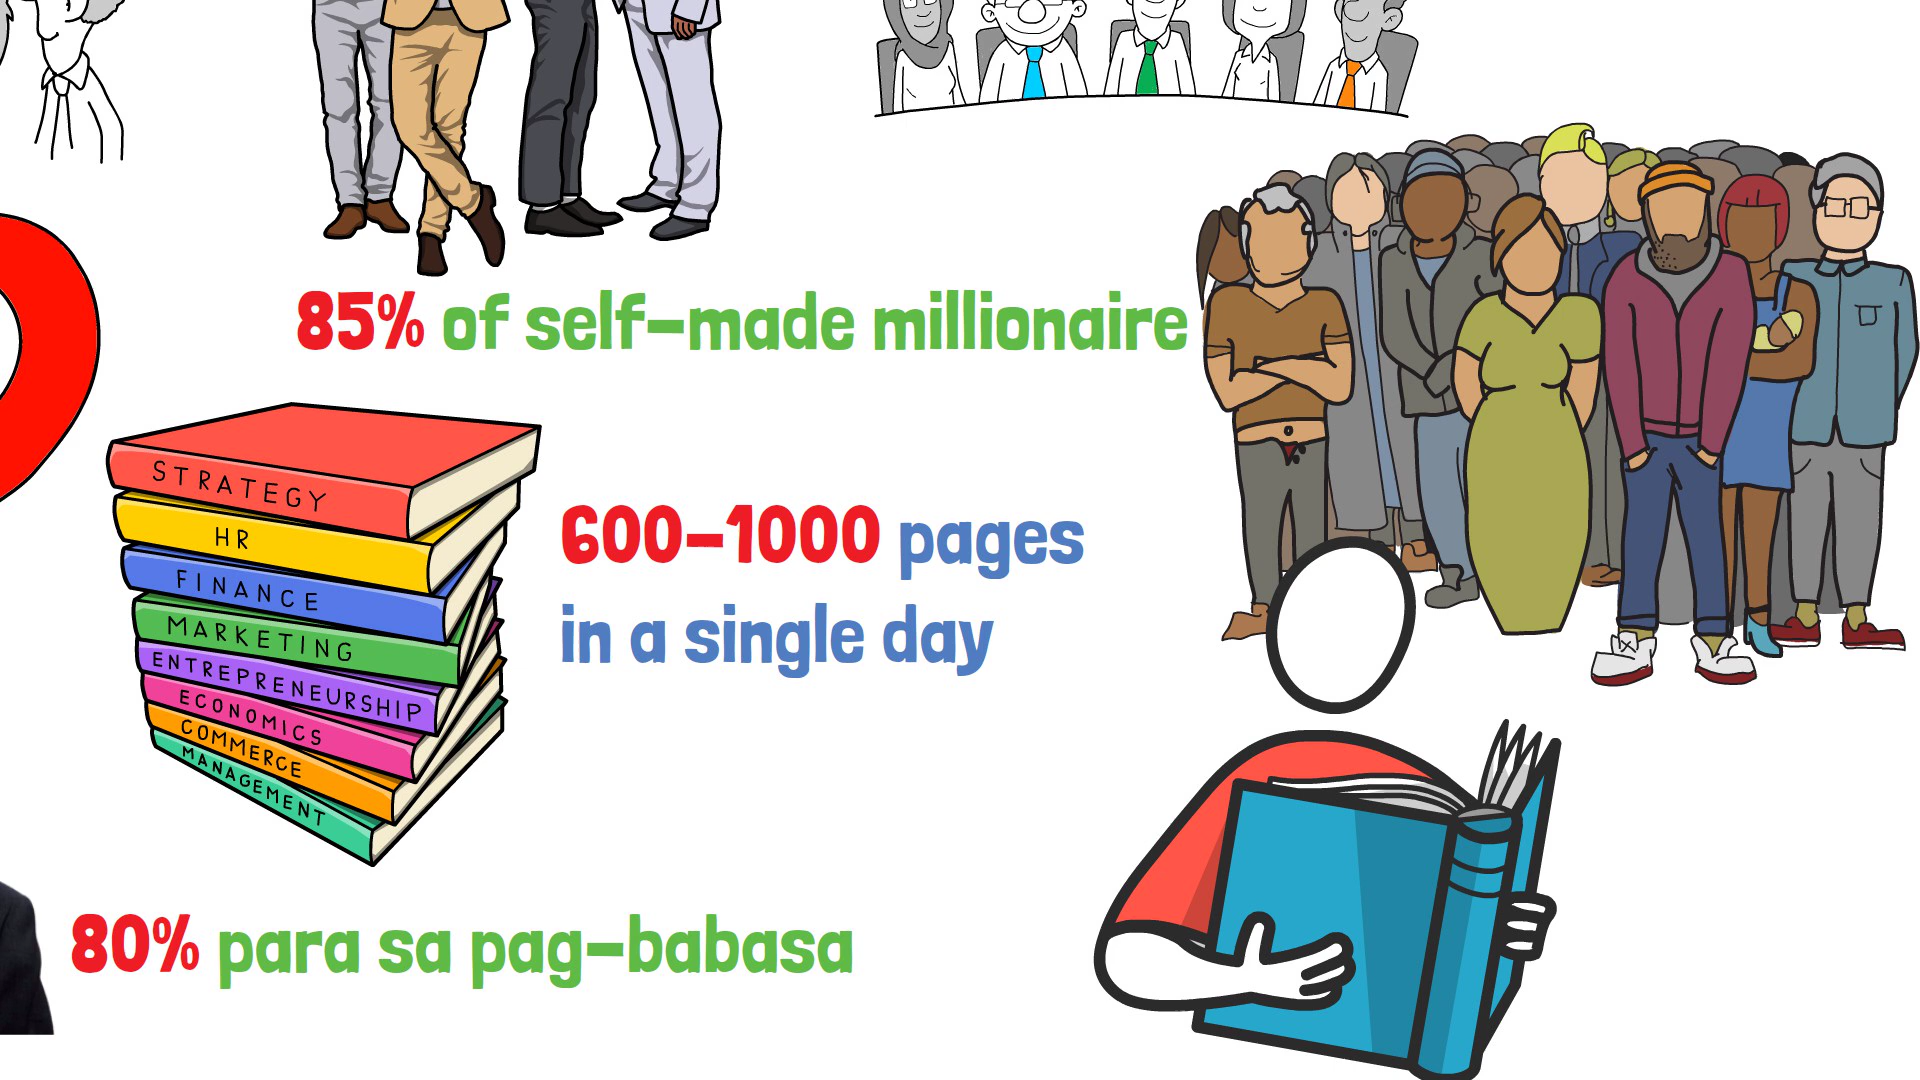 85% of self-made millionaire
STRATEGY
HR
FINANCE
MARKETING
ENTREPRENEURSHIP
ECONOMICS
COMMERCE
MANAGEMENT
600-1000 pages
in a single day
80% para sa pag-babasa